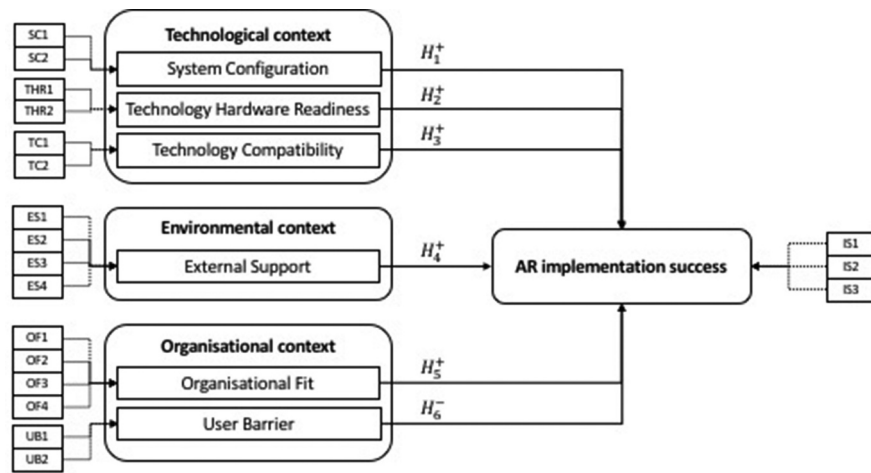 SC1
SC2
THR1
THR2
TC1
TC2
Technological context
System Configuration
Technology Hardware Readiness
Technology Compatibility
H₁⁺
H₂⁺
H₃⁺
ES1
ES2
ES3
ES4
Environmental context
External Support
H₄⁺
AR implementation success
IS1
IS2
IS3
OF1
OF2
OF3
OF4
UB1
UB2
Organisational context
Organisational Fit
User Barrier
H₅⁺
H₆⁻